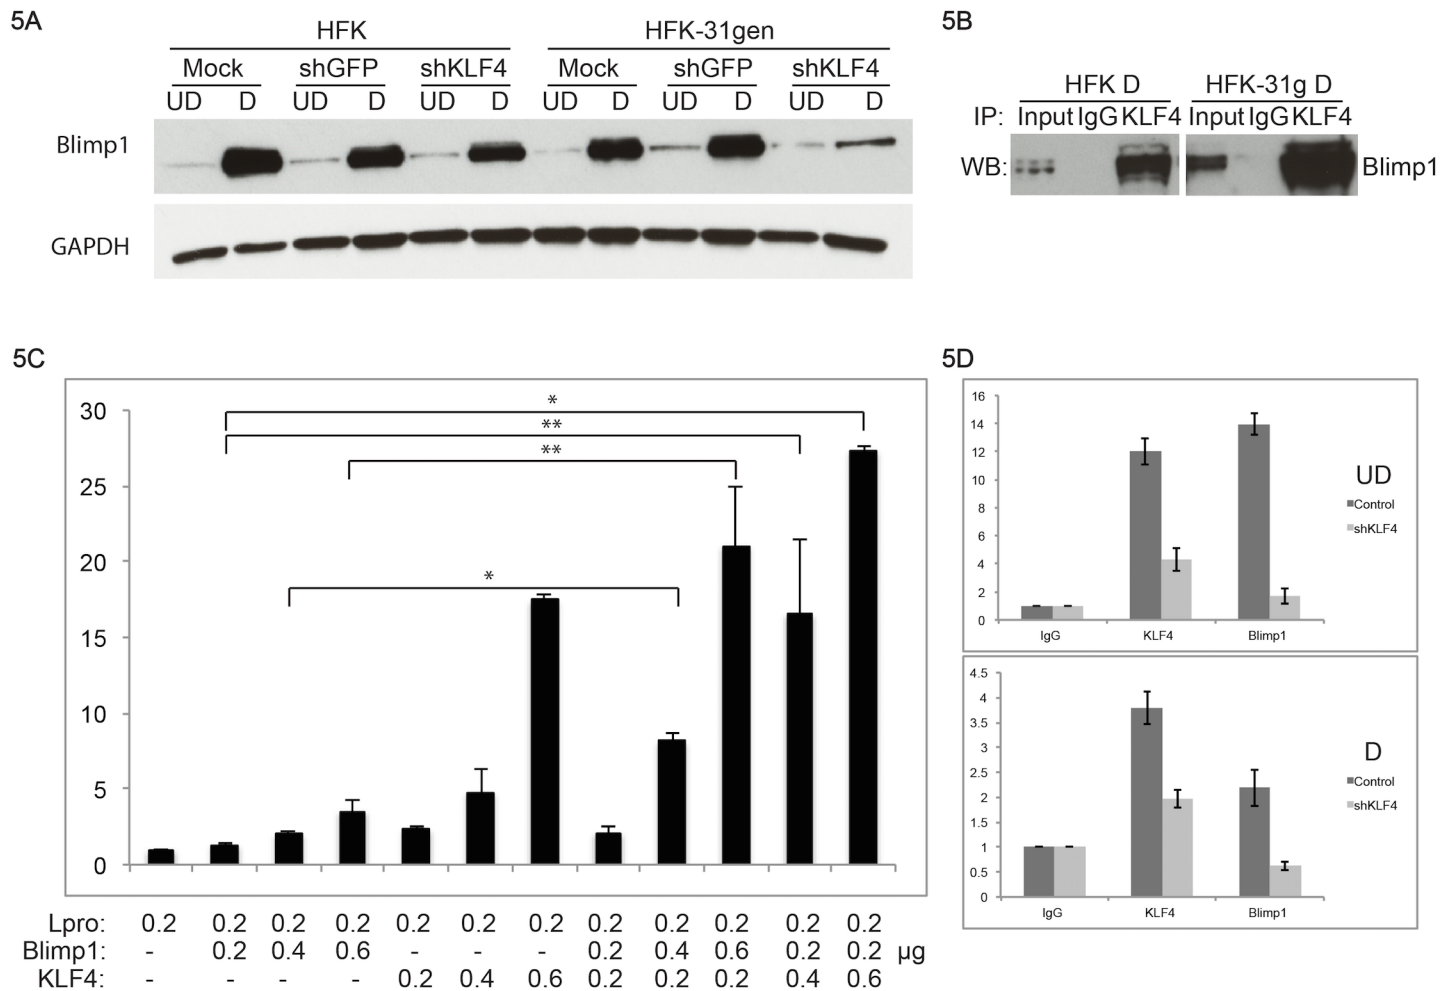 5A
HFK HFK-31gen
Mock shGFP shKLF4 Mock shGFP shKLF4
UD D UD D UD D UD D UD D UD D
Blimp1
GAPDH
5B
HFK D HFK-31g D
IP: Input IgG KLF4 Input IgG KLF4
WB: Blimp1
5C
30
25
20
15
10
5
0
*
**
**
*
Lpro: 0.2 0.2 0.2 0.2 0.2 0.2 0.2 0.2 0.2 0.2 0.2 0.2
Blimp1: - 0.2 0.4 0.6 - - - 0.2 0.4 0.6 0.2 0.2 µg
KLF4: - - - - 0.2 0.4 0.6 0.2 0.2 0.2 0.4 0.6
5D
16
14
12
10
8
6
4
2
0
IgG KLF4 Blimp1
UD
Control
shKLF4
4.5
4
3.5
3
2.5
2
1.5
1
0.5
0
IgG KLF4 Blimp1
D
Control
shKLF4